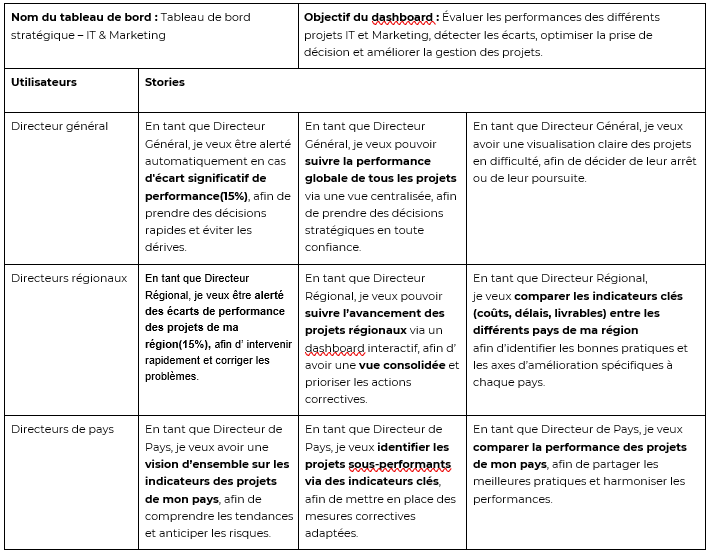 Nom du tableau de bord : Tableau de bord
stratégique – IT & Marketing
Objectif du dashboard : Évaluer les performances des différents
projets IT et Marketing, détecter les écarts, optimiser la prise de
décision et améliorer la gestion des projets.
Utilisateurs
Stories
Directeur général
En tant que Directeur
Général, je veux être alerté
automatiquement en cas
d'écart significatif de
performance(15%), afin de
prendre des décisions
rapides et éviter les
dérives.
En tant que Directeur
Général, je veux pouvoir
suivre la performance
globale de tous les projets
via une vue centralisée, afin
de prendre des décisions
stratégiques en toute
confiance.
En tant que Directeur Général, je veux
avoir une visualisation claire des projets
en difficulté, afin de décider de leur arrêt
ou de leur poursuite.
Directeurs régionaux
En tant que Directeur
Régional, je veux être alerté
des écarts de performance
des projets de ma
région(15%), afin d' intervenir
rapidement et corriger les
problèmes.
En tant que Directeur
Régional, je veux pouvoir
suivre l'avancement des
projets régionaux via un
dashboard interactif, afin d'
avoir une vue consolidée et
prioriser les actions
correctives.
En tant que Directeur Régional,
je veux comparer les indicateurs clés
(coûts, délais, livrables) entre les
différents pays de ma région
afin d'identifier les bonnes pratiques et
les axes d'amélioration spécifiques à
chaque pays.
Directeurs de pays
En tant que Directeur de
Pays, je veux avoir une
vision d'ensemble sur les
indicateurs des projets
de mon pays, afin de
comprendre les tendances
et anticiper les risques.
En tant que Directeur de
Pays, je veux identifier les
projets sous-performants
via des indicateurs clés,
afin de mettre en place des
mesures correctives
adaptées.
En tant que Directeur de Pays, je veux
comparer la performance des projets
de mon pays, afin de partager les
meilleures pratiques et harmoniser les
performances.